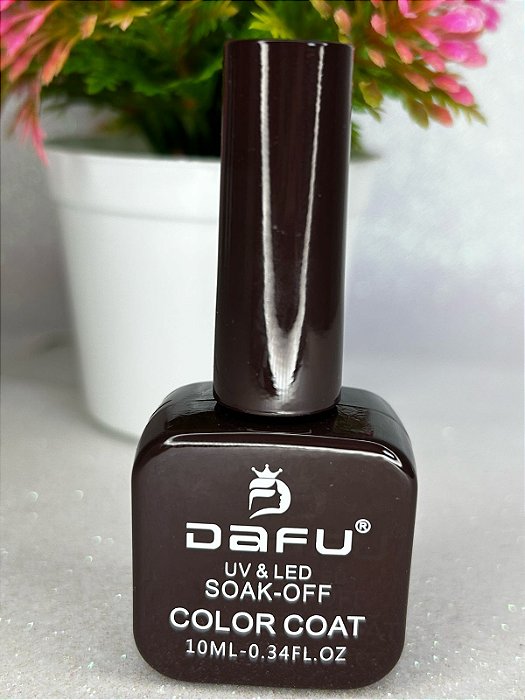 DAFU®
UV & LED
SOAK-OFF
COLOR COAT
10ML-0.34FL.OZ